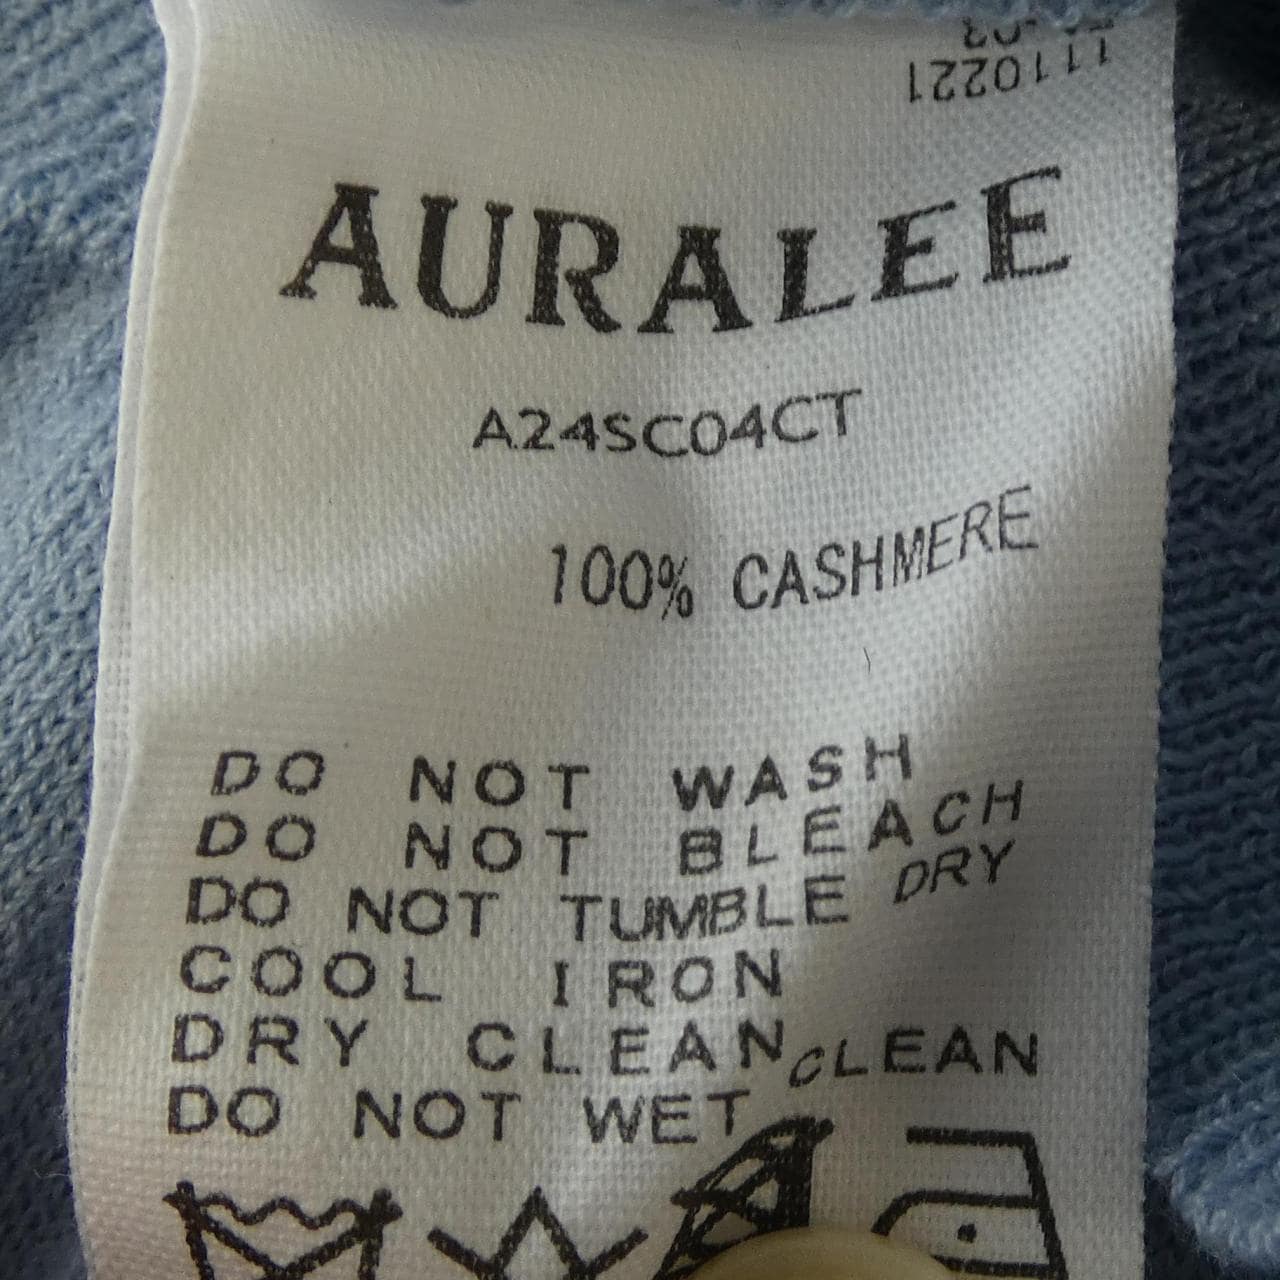 1110221
AURALEE
A24SC04CT
100% CASHMERE
DO NOT WASH
DO NOT BLEACH
DO NOT TUMBLE DRY
COOL IRON
DRY CLEAN
DO NOT WET CLEAN